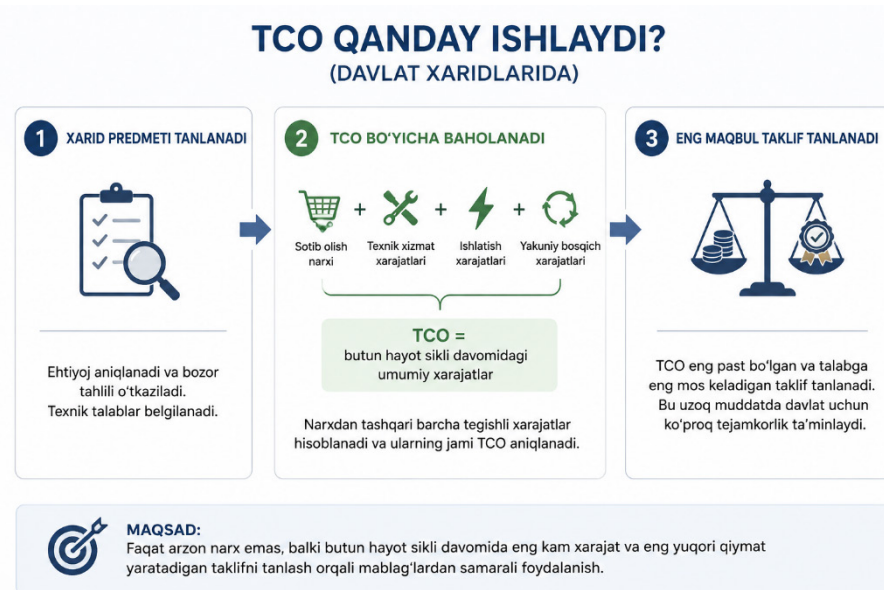 TCO QANDAY ISHLAYDI?
(DAVLAT XARIDLARIDA)
1 XARID PREDMETI TANLANADI
Ehtiyoj aniqlanadi va bozor
tahlili o‘tkaziladi.
Texnik talablar belgilanadi.
2 TCO BO‘YICHA BAHOLANADI
Sotib olish
narxi
+
Texnik xizmat
xarajatlari
+
Ishlatish
xarajatlari
+
Yakuniy bosqich
xarajatlari
TCO =
butun hayot sikli davomidagi
umumiy xarajatlar
Narxdan tashqari barcha tegishli xarajatlar
hisoblanadi va ularning jami TCO aniqlanadi.
3 ENG MAQBUL TAKLIF TANLANADI
TCO eng past bo‘lgan va talabga
eng mos keladigan taklif tanlanadi.
Bu uzoq muddatda davlat uchun
ko‘proq tejamkorlik ta’minlaydi.
MAQSAD:
Faqat arzon narx emas, balki butun hayot sikli davomida eng kam xarajat va eng yuqori qiymat
yaratadigan taklifni tanlash orqali mablag‘lardan samarali foydalanish.